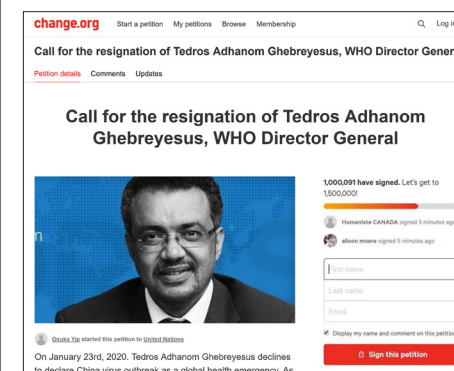 change.org Start a petition My petitions Browse Membership Log in
Call for the resignation of Tedros Adhanom Ghebreyesus, WHO Director Gener
Petition details Comments Updates
Call for the resignation of Tedros Adhanom
Ghebreyesus, WHO Director General
1,000,091 have signed. Let's get to
1,500,000!
Humaniste CANADA signed 5 minutes ago
alison moore signed 5 minutes ago
First name
Last name
Email
Display my name and comment on this petition
Sign this petition
Osuka Yip started this petition to United Nations
On January 23rd, 2020. Tedros Adhanom Ghebreyesus declines
to declare China virus outbreak as a global health emergency. As